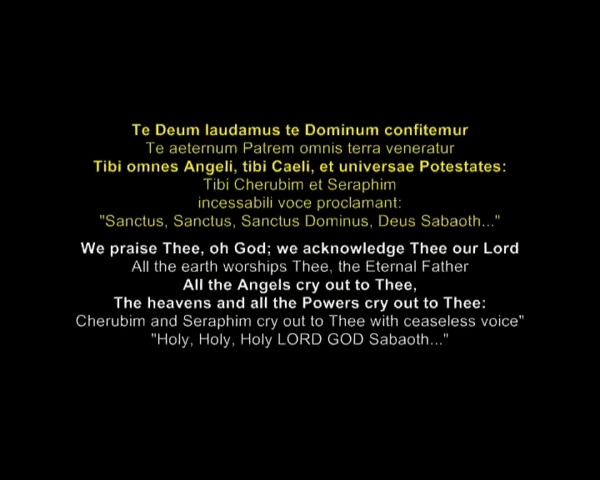 Te Deum laudamus te Dominum confitemur
Te aeternum Patrem omnis terra veneratur
Tibi omnes Angeli, tibi Caeli, et universae Potestates:
Tibi Cherubim et Seraphim
incessabili voce proclamant:
"Sanctus, Sanctus, Sanctus Dominus, Deus Sabaoth..."
We praise Thee, oh God; we acknowledge Thee our Lord
All the earth worships Thee, the Eternal Father
All the Angels cry out to Thee,
The heavens and all the Powers cry out to Thee:
Cherubim and Seraphim cry out to Thee with ceaseless voice"
"Holy, Holy, Holy LORD GOD Sabaoth..."